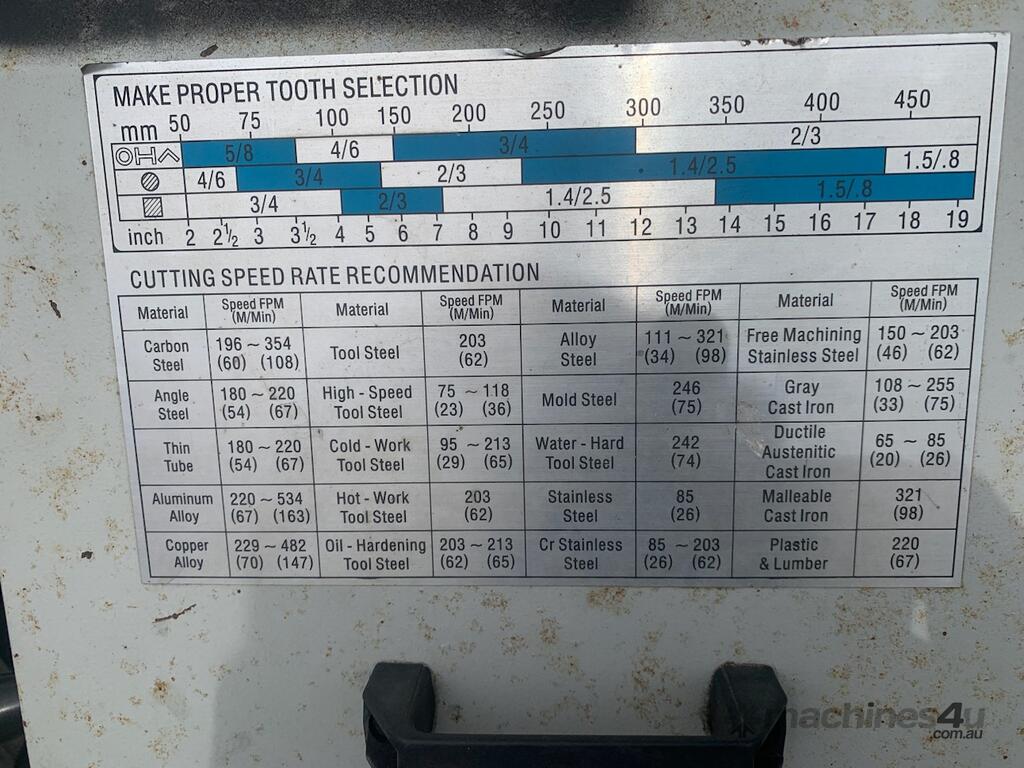 MAKE PROPER TOOTH SELECTION
mm 50 75 100 150 200 250 300 350 400 450
5/8 4/6 3/4 2/3
4/6 3/4 2/3 1.4/2.5 1.5/.8
3/4 2/3 1.4/2.5 1.5/.8
inch 2 2 1/2 3 3 1/2 4 5 6 7 8 9 10 11 12 13 14 15 16 17 18 19
CUTTING SPEED RATE RECOMMENDATION
Material Speed FPM (M/Min) Material Speed FPM (M/Min) Material Speed FPM (M/Min) Material Speed FPM (M/Min)
Carbon Steel 196 ~ 354 (60) (108) Tool Steel 203 (62) Alloy Steel 111 ~ 321 (34) (98) Free Machining Stainless Steel 150 ~ 203 (46) (62)
Angle Steel 180 ~ 220 (54) (67) High - Speed Tool Steel 75 ~ 118 (23) (36) Mold Steel 246 (75) Gray Cast Iron 108 ~ 255 (33) (75)
Thin Tube 180 ~ 220 (54) (67) Cold - Work Tool Steel 95 ~ 213 (29) (65) Water - Hard Tool Steel 242 (74) Ductile Austenitic Cast Iron 65 ~ 85 (20) (26)
Aluminum Alloy 220 ~ 534 (67) (163) Hot - Work Tool Steel 203 (62) Stainless Steel 85 (26) Malleable Cast Iron 321 (98)
Copper Alloy 229 ~ 482 (70) (147) Oil - Hardening Tool Steel 203 ~ 213 (62) (65) Cr Stainless Steel 85 ~ 203 (26) (62) Plastic & Lumber 220 (67)
machines4u
.com.au